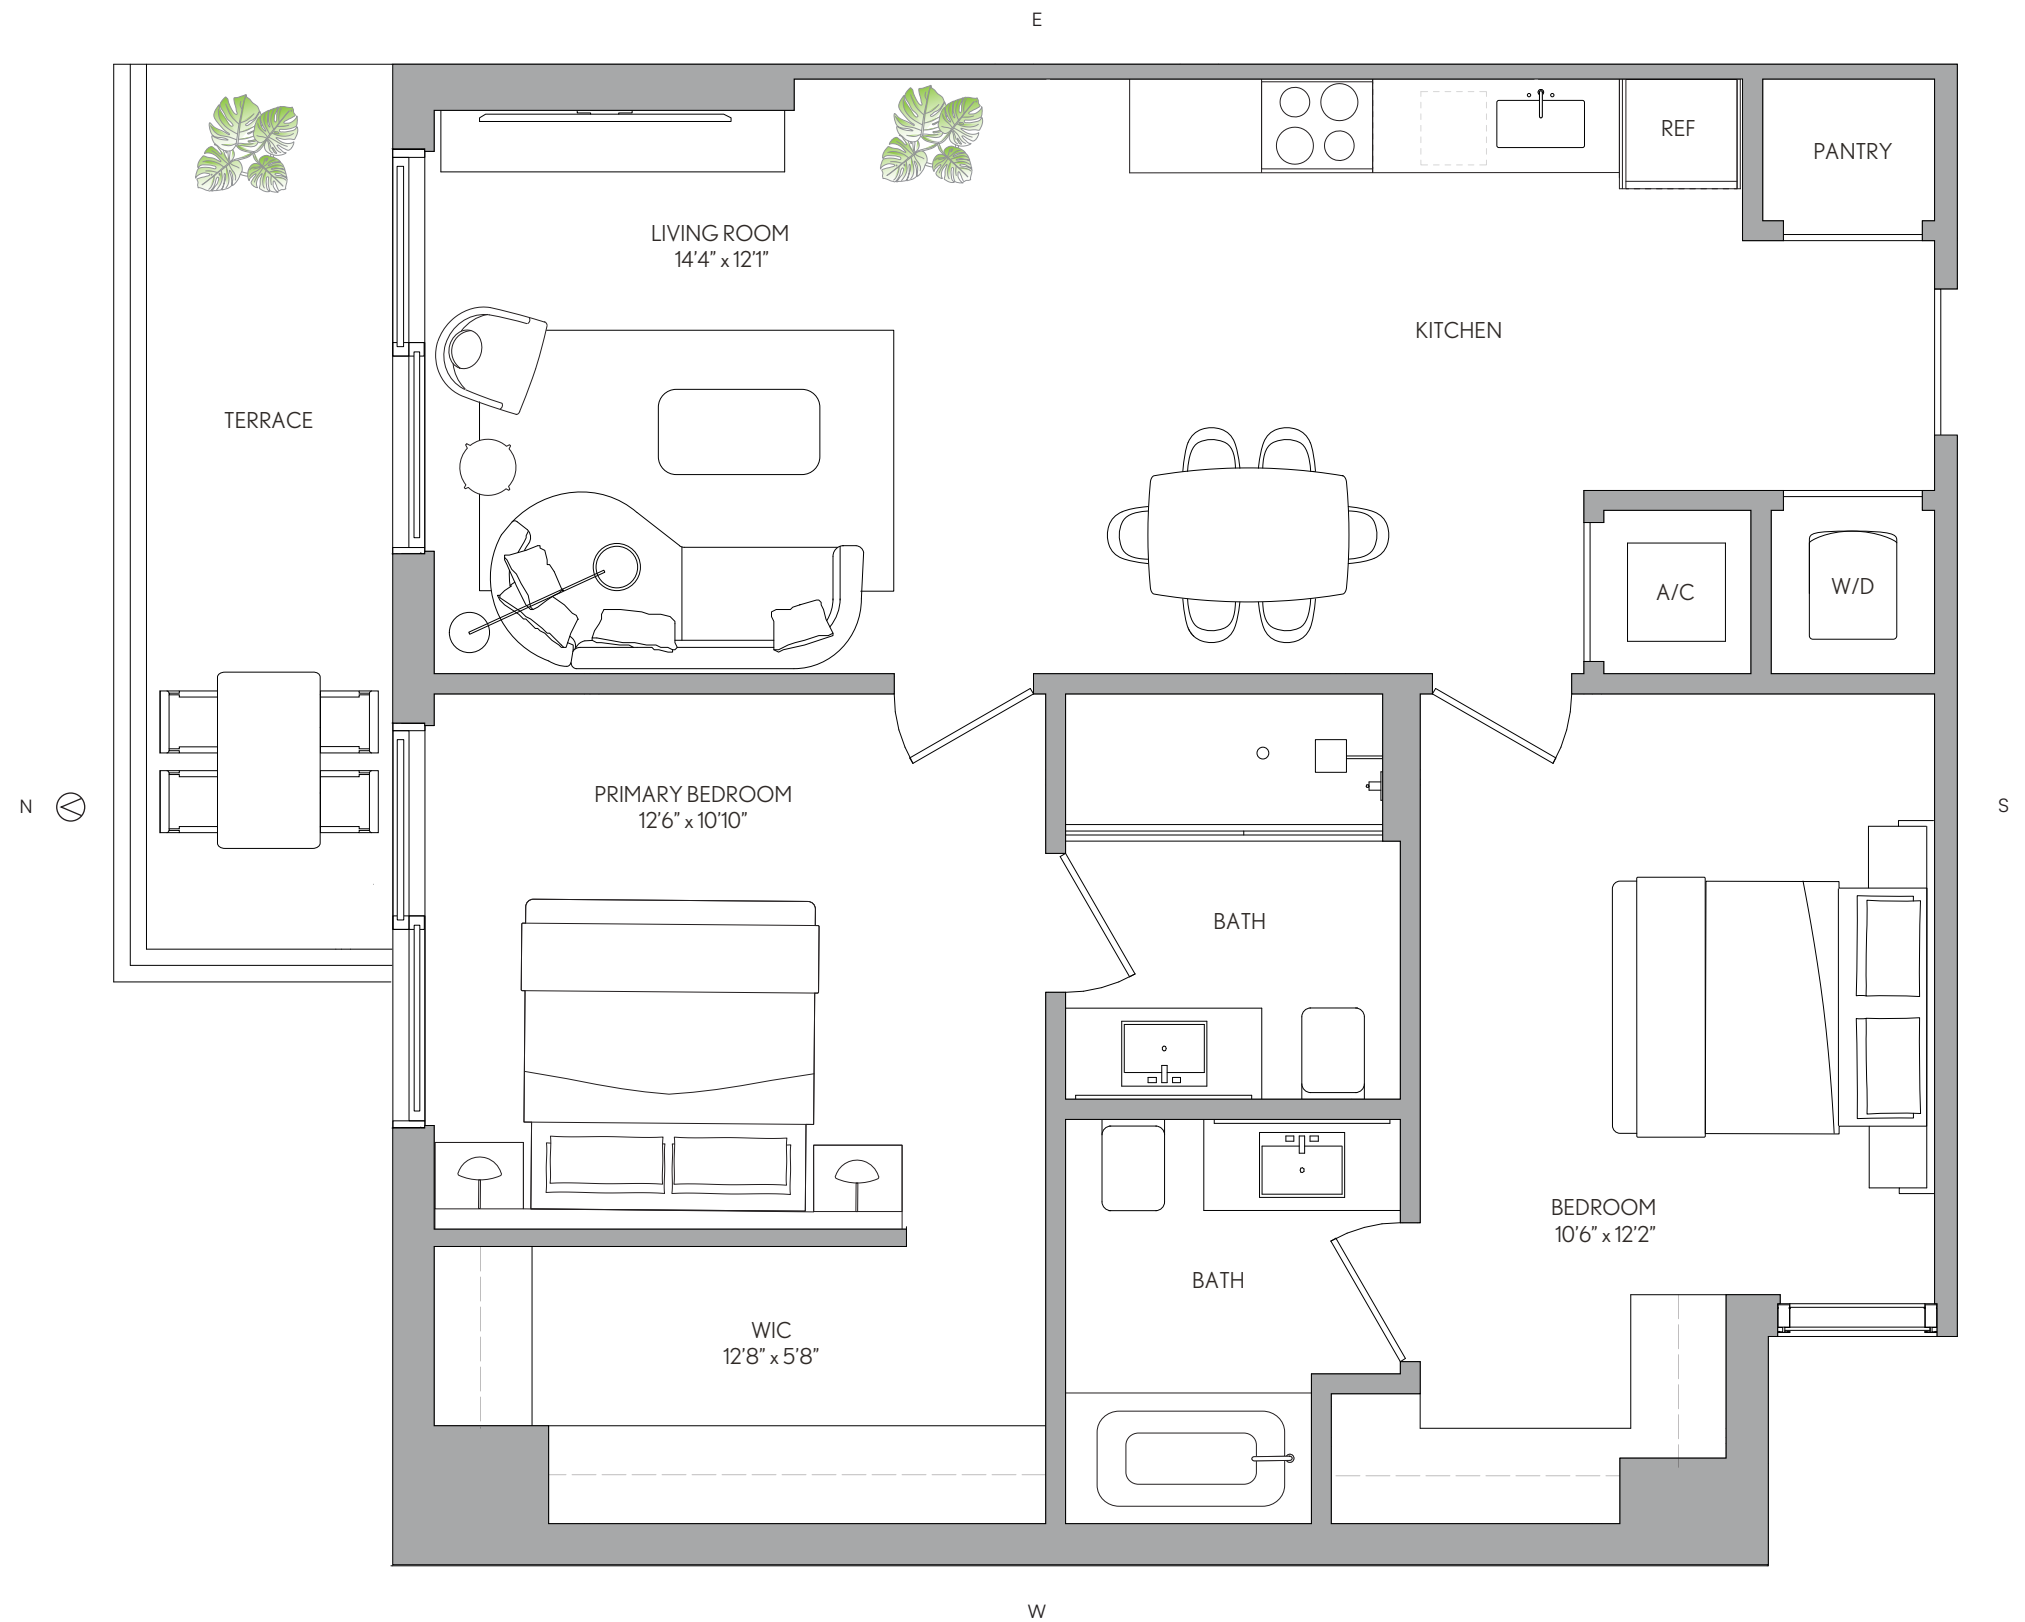 E
REF
PANTRY
LIVING ROOM
14'4” x 12'1”
KITCHEN
TERRACE
A/C
W/D
PRIMARY BEDROOM
12'6” x 10'10”
N
S
BATH
BEDROOM
10'6” x 12'2”
BATH
WIC
12'8” x 5'8”
W